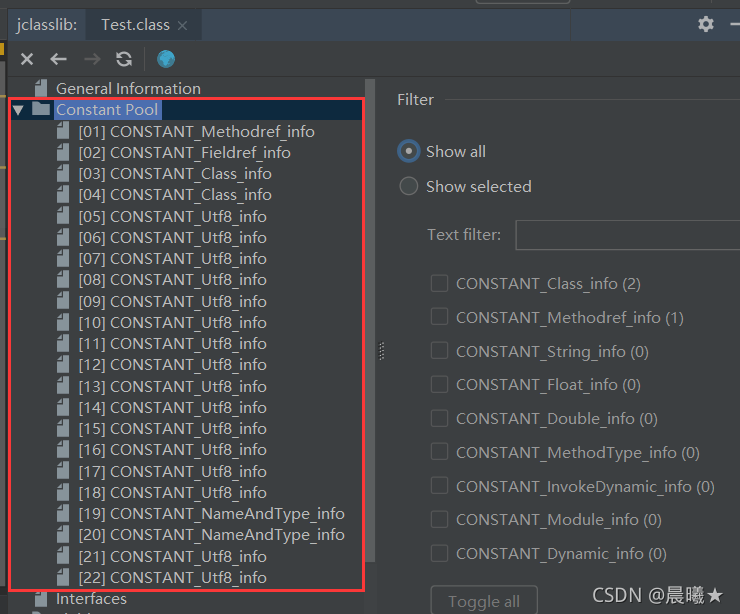 jclasslib:
Test.class
General Information
Constant Pool
[01] CONSTANT_Methodref_info
[02] CONSTANT_Fieldref_info
[03] CONSTANT_Class_info
[04] CONSTANT_Class_info
[05] CONSTANT_Utf8_info
[06] CONSTANT_Utf8_info
[07] CONSTANT_Utf8_info
[08] CONSTANT_Utf8_info
[09] CONSTANT_Utf8_info
[10] CONSTANT_Utf8_info
[11] CONSTANT_Utf8_info
[12] CONSTANT_Utf8_info
[13] CONSTANT_Utf8_info
[14] CONSTANT_Utf8_info
[15] CONSTANT_Utf8_info
[16] CONSTANT_Utf8_info
[17] CONSTANT_Utf8_info
[18] CONSTANT_Utf8_info
[19] CONSTANT_NameAndType_info
[20] CONSTANT_NameAndType_info
[21] CONSTANT_Utf8_info
[22] CONSTANT_Utf8_info
Interfaces
Filter
Show all
Show selected
Text filter:
CONSTANT_Class_info (2)
CONSTANT_Methodref_info (1)
CONSTANT_String_info (0)
CONSTANT_Float_info (0)
CONSTANT_Double_info (0)
CONSTANT_MethodType_info (0)
CONSTANT_InvokeDynamic_info (0)
CONSTANT_Module_info (0)
CONSTANT_Dynamic_info (0)
Toggle all
CSDN @晨曦★